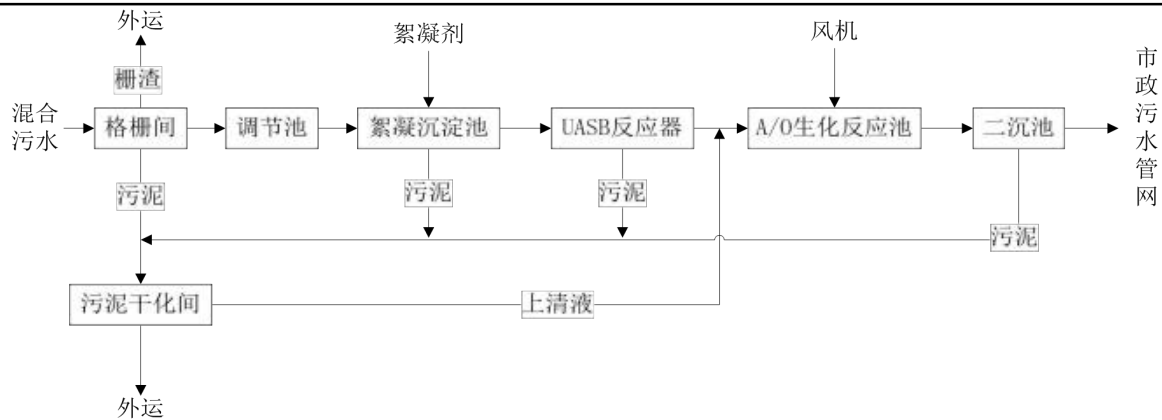 外运
絮凝剂
风机
栅渣
混合
污水
格栅间
调节池
絮凝沉淀池
UASB反应器
A/O生化反应池
二沉池
市政污水管网
污泥
污泥
污泥
污泥
污泥干化间
上清液
外运